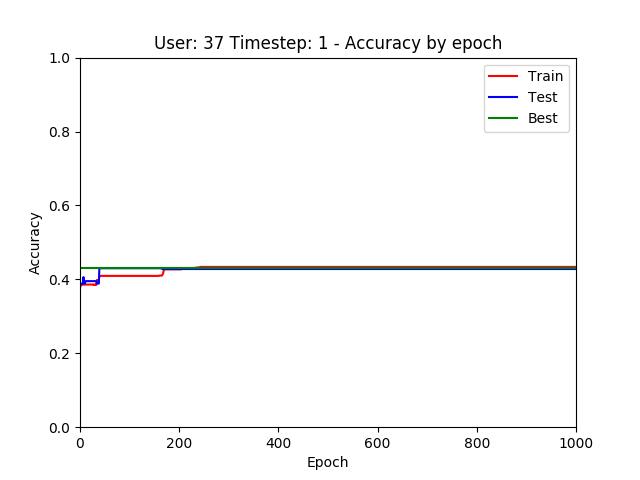 User: 37 Timestep: 1 - Accuracy by epoch
1.0
0.8
0.6
0.4
0.2
0.0
Accuracy
Train
Test
Best
0 200 400 600 800 1000
Epoch